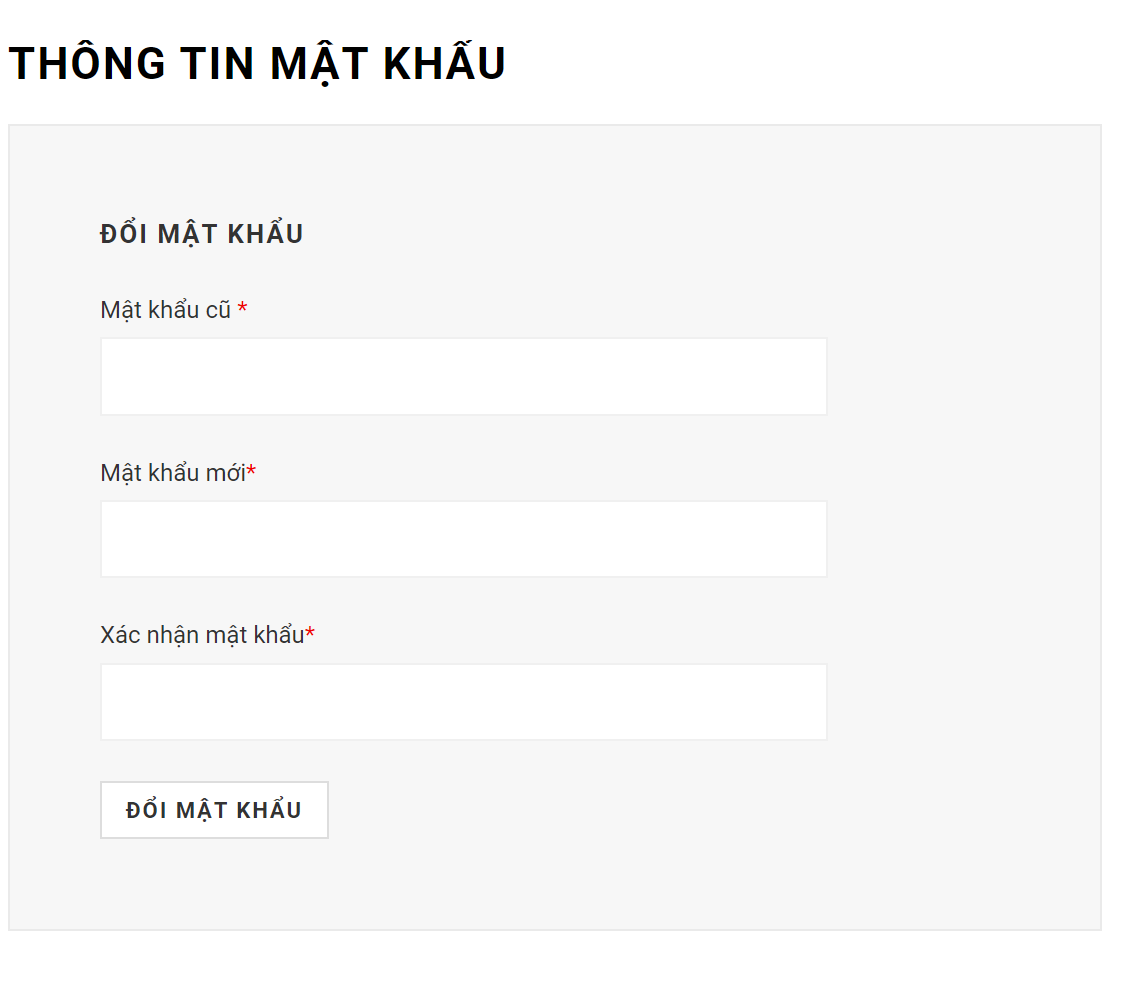 THÔNG TIN MẬT KHẨU
ĐỔI MẬT KHẨU
Mật khẩu cũ *
Mật khẩu mới*
Xác nhận mật khẩu*
ĐỔI MẬT KHẨU